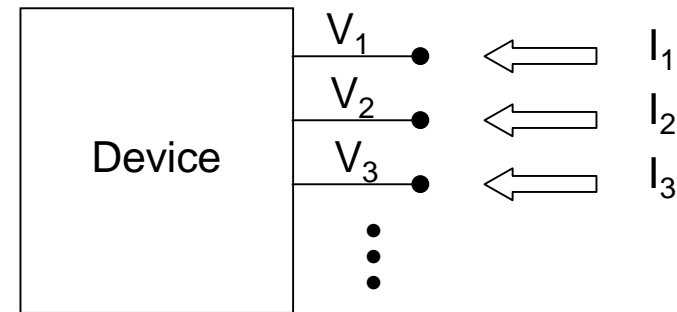 V₁ I₁
V₂ I₂
Device V₃ I₃